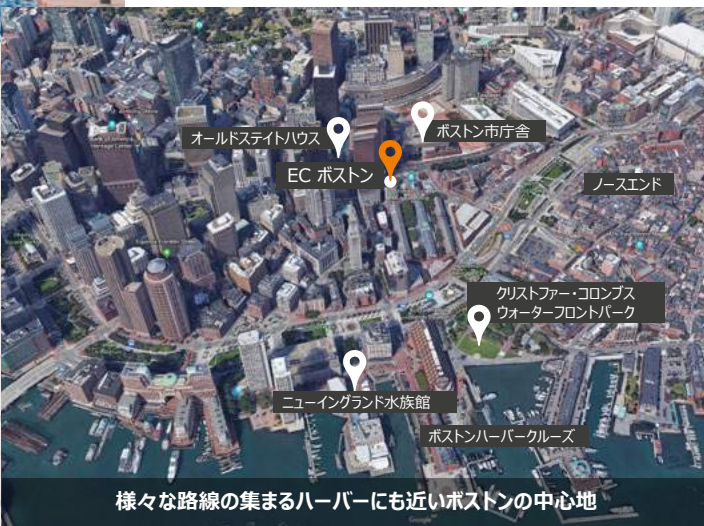 オールドステイトハウス
ボストン市庁舎
EC ボストン
ノースエンド
クリストファー・コロンブス
ウォーターフロントパーク
ニューイングランド水族館
ボストンハーバークルーズ
様々な路線の集まるハーバーにも近いボストンの中心地